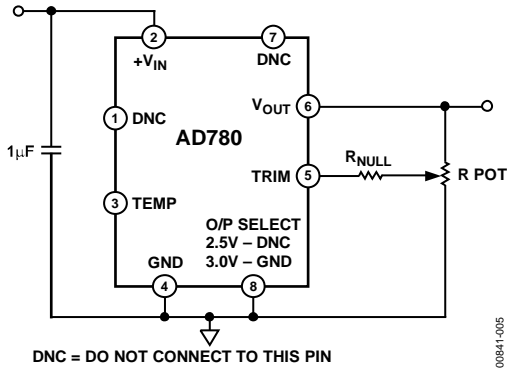 2
7
+VIN
DNC
VOUT
6
1
DNC
AD780
1μF
RNULL
TRIM
5
R POT
3
TEMP
O/P SELECT
2.5V – DNC
3.0V – GND
GND
4
8
DNC = DO NOT CONNECT TO THIS PIN
00841-005